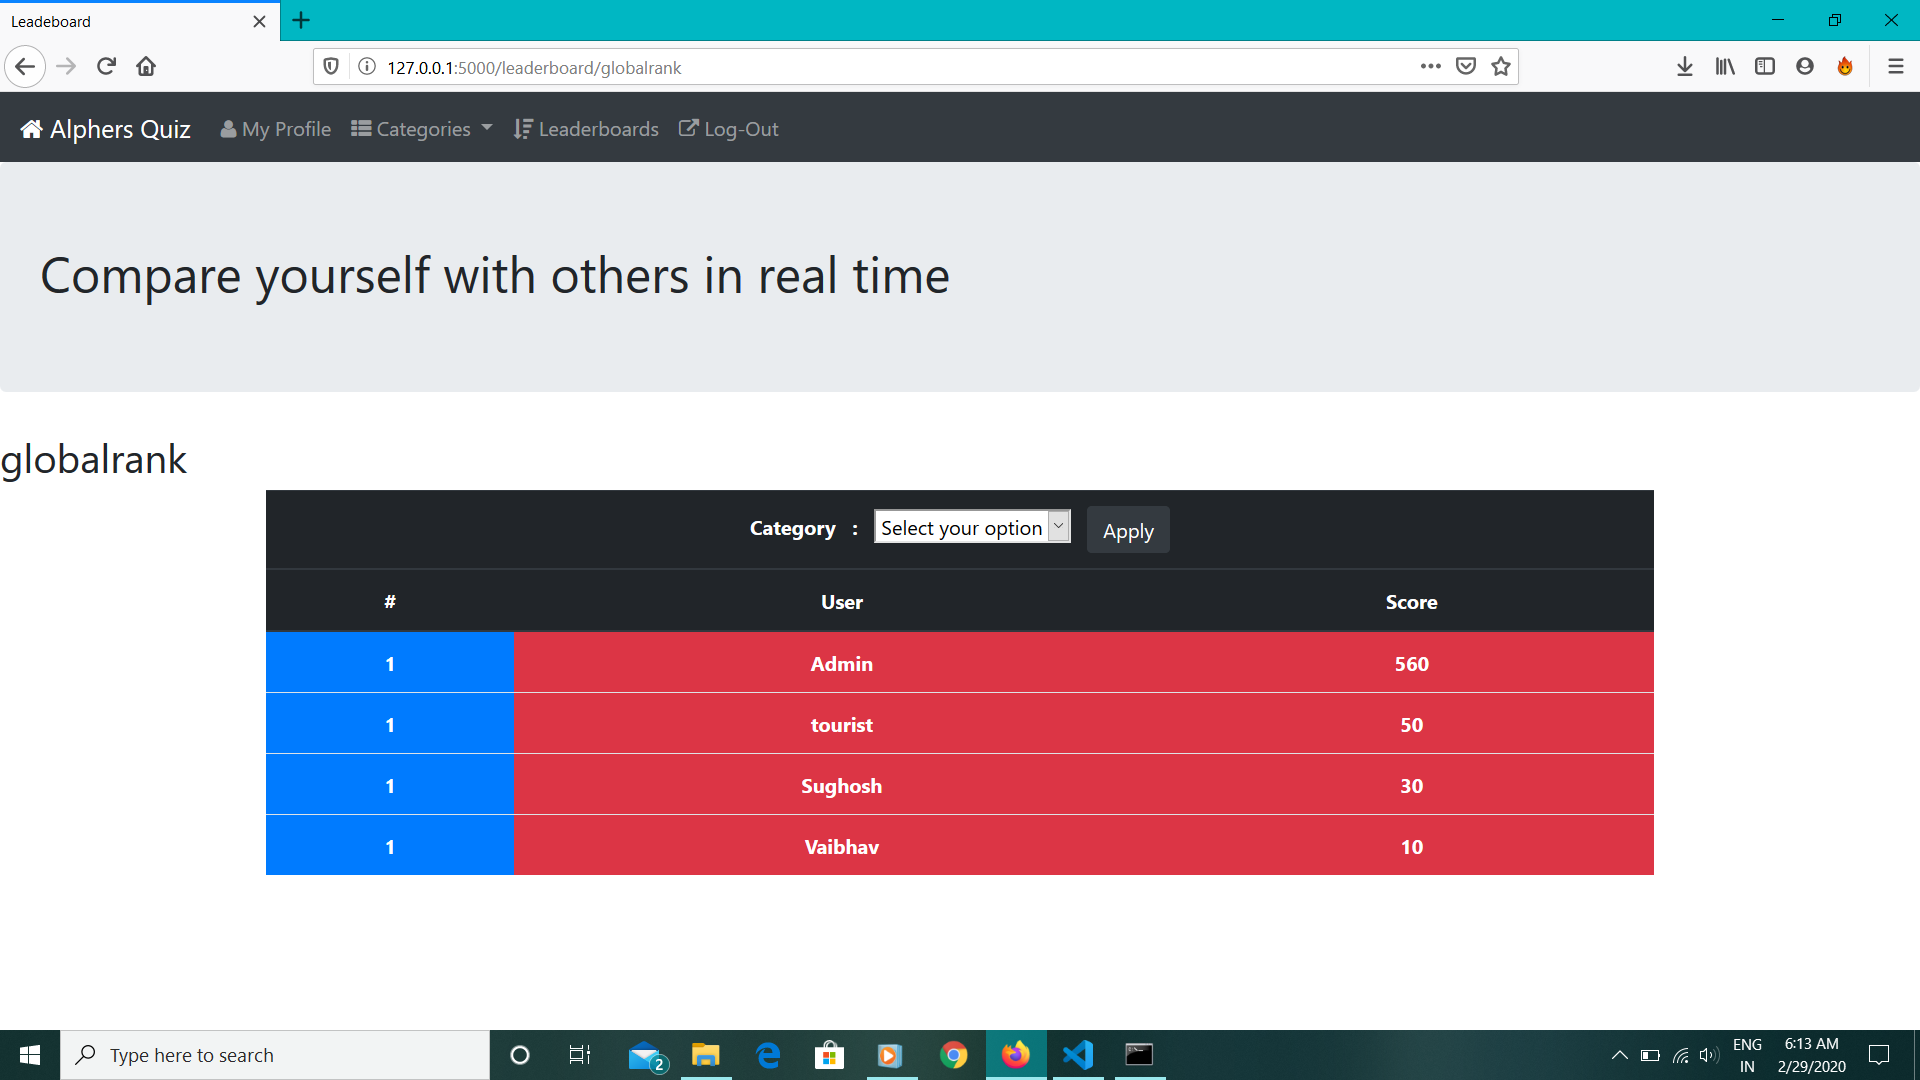 Leadeboard
127.0.0.1:5000/leaderboard/globalrank
Alphers Quiz My Profile Categories Leaderboards Log-Out
Compare yourself with others in real time
globalrank
Category : Select your option Apply
# User Score
1 Admin 560
1 tourist 50
1 Sughosh 30
1 Vaibhav 10
Type here to search
2
ENG
IN
6:13 AM
2/29/2020